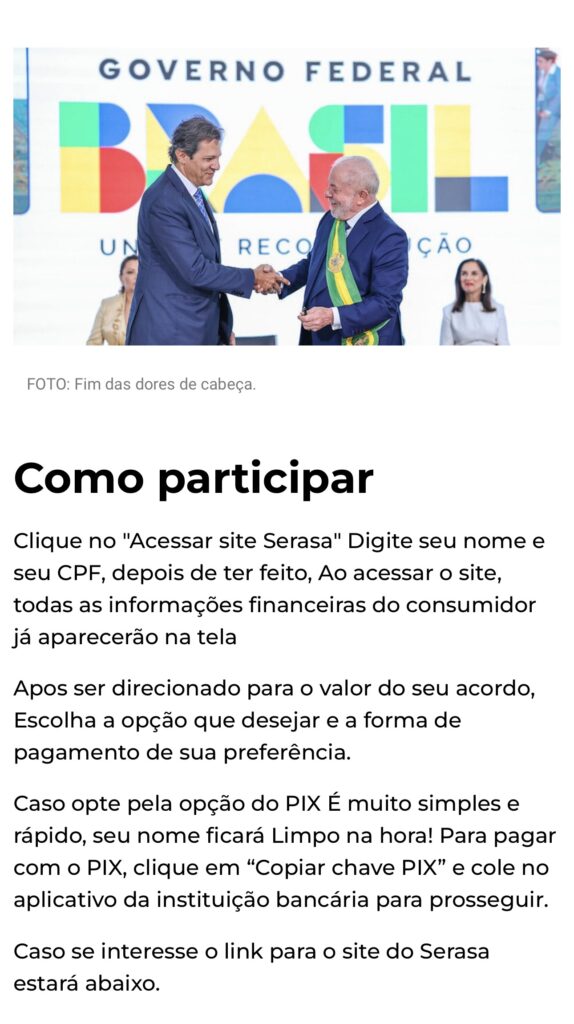 GOVERNO FEDERAL
BRASIL
UN RECO UÇÃO
FOTO: Fim das dores de cabeça.
Como participar
Clique no "Acessar site Serasa" Digite seu nome e
seu CPF, depois de ter feito, Ao acessar o site,
todas as informações financeiras do consumidor
já aparecerão na tela
Apos ser direcionado para o valor do seu acordo,
Escolha a opção que desejar e a forma de
pagamento de sua preferência.
Caso opte pela opção do PIX É muito simples e
rápido, seu nome ficará Limpo na hora! Para pagar
com o PIX, clique em “Copiar chave PIX” e cole no
aplicativo da instituição bancária para prosseguir.
Caso se interesse o link para o site do Serasa
estará abaixo.